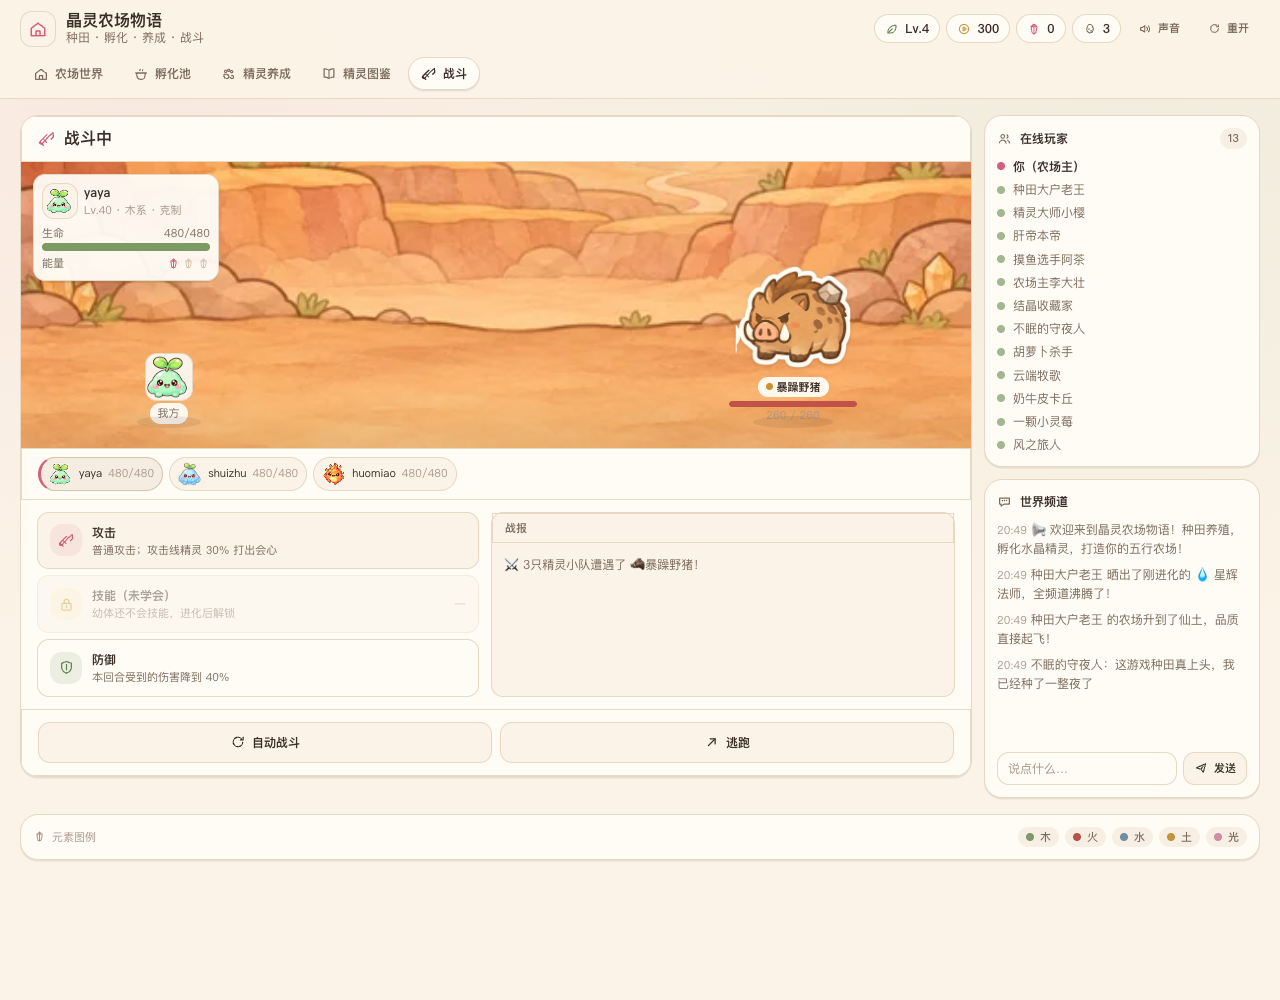 晶灵农场物语
种田 · 孵化 · 养成 · 战斗
Lv.4
300
0
3
声音
重开
农场世界
孵化池
精灵养成
精灵图鉴
战斗
战斗中
yaya
Lv.40 · 木系 · 克制
生命 480/480
能量
我方
暴躁野猪
260 / 260
yaya 480/480
shuizhu 480/480
huomiao 480/480
攻击
普通攻击；攻击线精灵 30% 打出会心
技能（未学会）
幼体还不会技能，进化后解锁
—
防御
本回合受到的伤害降到 40%
战报
⚔️ 3只精灵小队遭遇了 🐗暴躁野猪！
自动战斗
逃跑
在线玩家
13
你（农场主）
种田大户老王
精灵大师小樱
肝帝本帝
摸鱼选手阿茶
农场主李大壮
结晶收藏家
不眠的守夜人
胡萝卜杀手
云端牧歌
奶牛皮卡丘
一颗小灵莓
风之旅人
世界频道
20:49 📢 欢迎来到晶灵农场物语！种田养殖，
孵化水晶精灵，打造你的五行农场！
20:49 种田大户老王 晒出了刚进化的 💧 星辉
法师，全频道沸腾了！
20:49 种田大户老王 的农场升到了仙土，品质
直接起飞！
20:49 不眠的守夜人：这游戏种田真上头，我
已经种了一整夜了
说点什么...
发送
元素图例
木
火
水
土
光